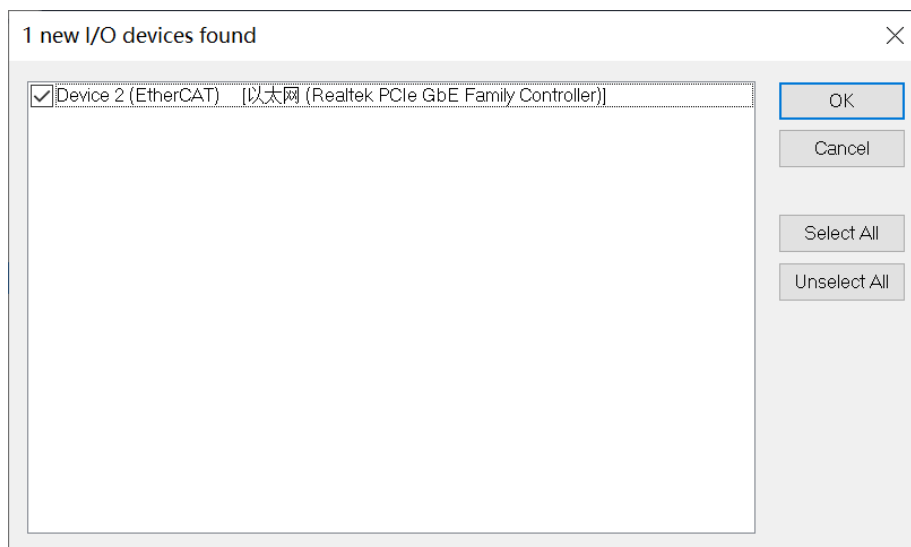 1 new I/O devices found
Device 2 (EtherCAT) [以太网 (Realtek PCIe GbE Family Controller)]
OK
Cancel
Select All
Unselect All